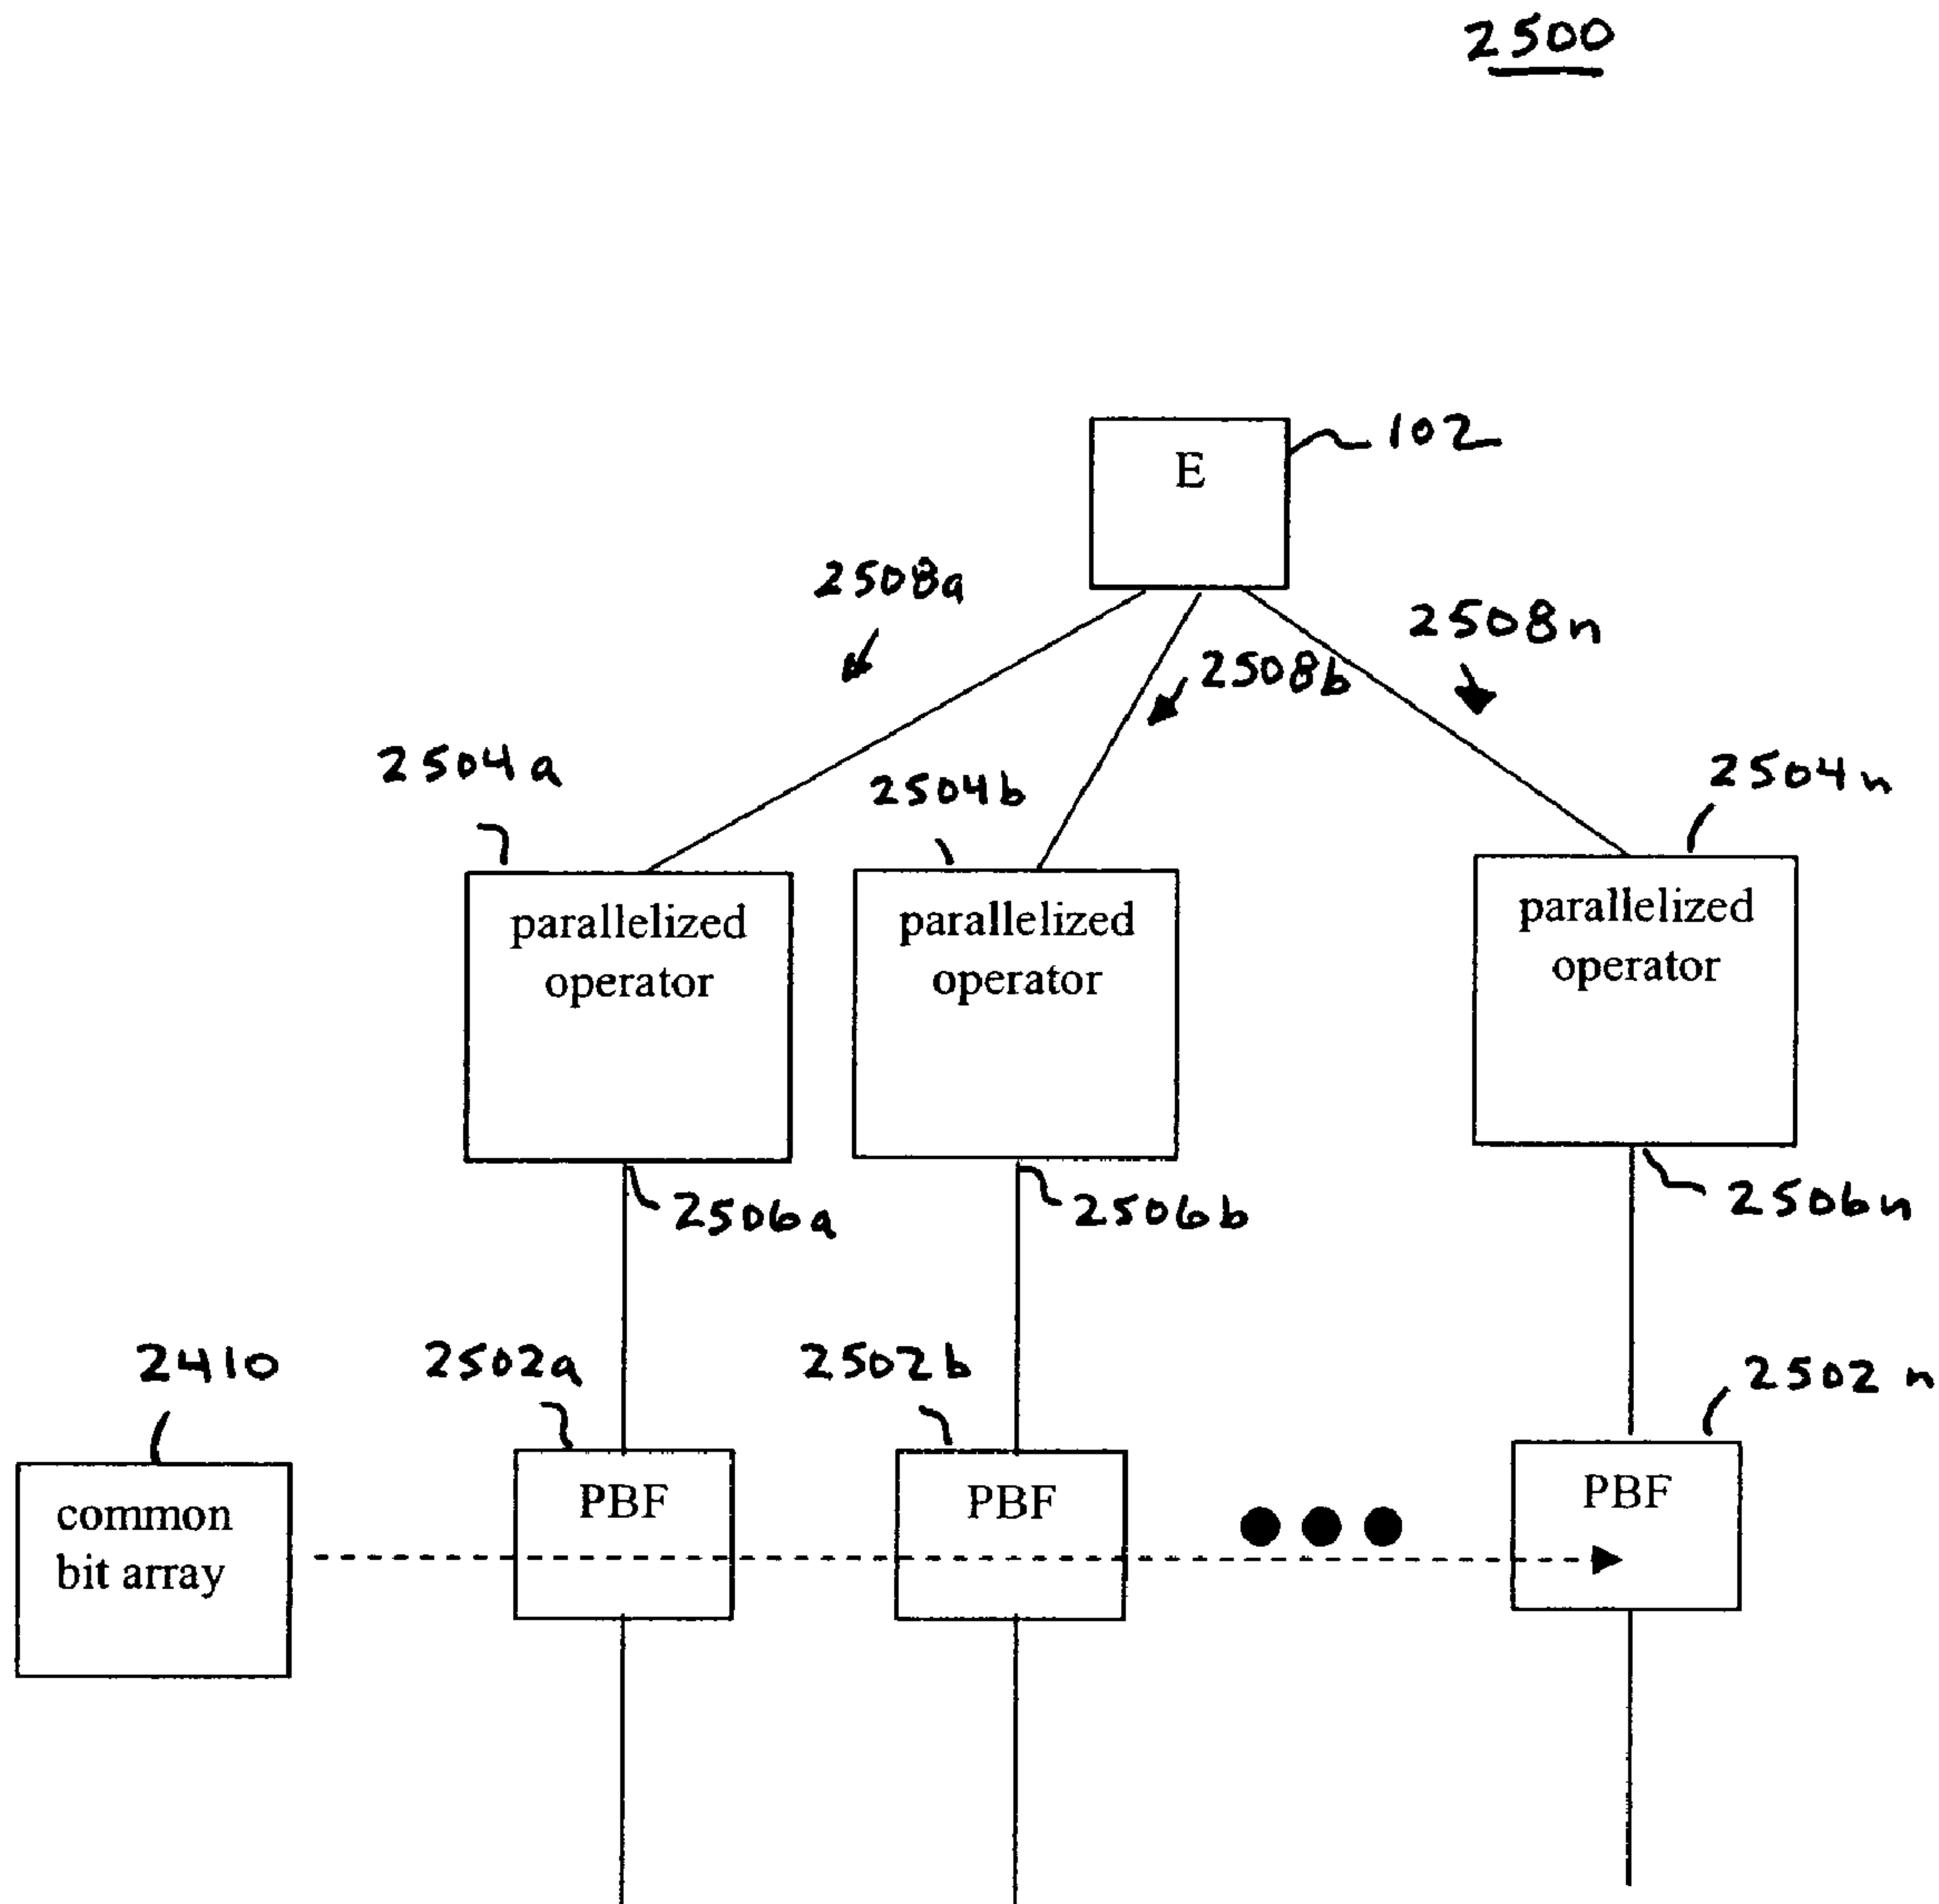 2500
102
E
2508a
2508n
2508b
2504a
2504b
2504n
parallelized
operator
parallelized
operator
parallelized
operator
2506a
2506b
2506n
2410
2502a
2502b
2502n
common
bit array
PBF
PBF
PBF